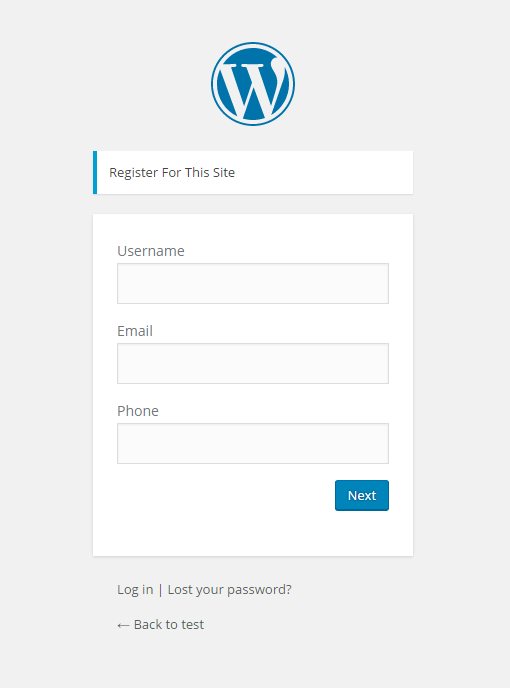 Register For This Site
Username
Email
Phone
Next
Log in | Lost your password?
← Back to test